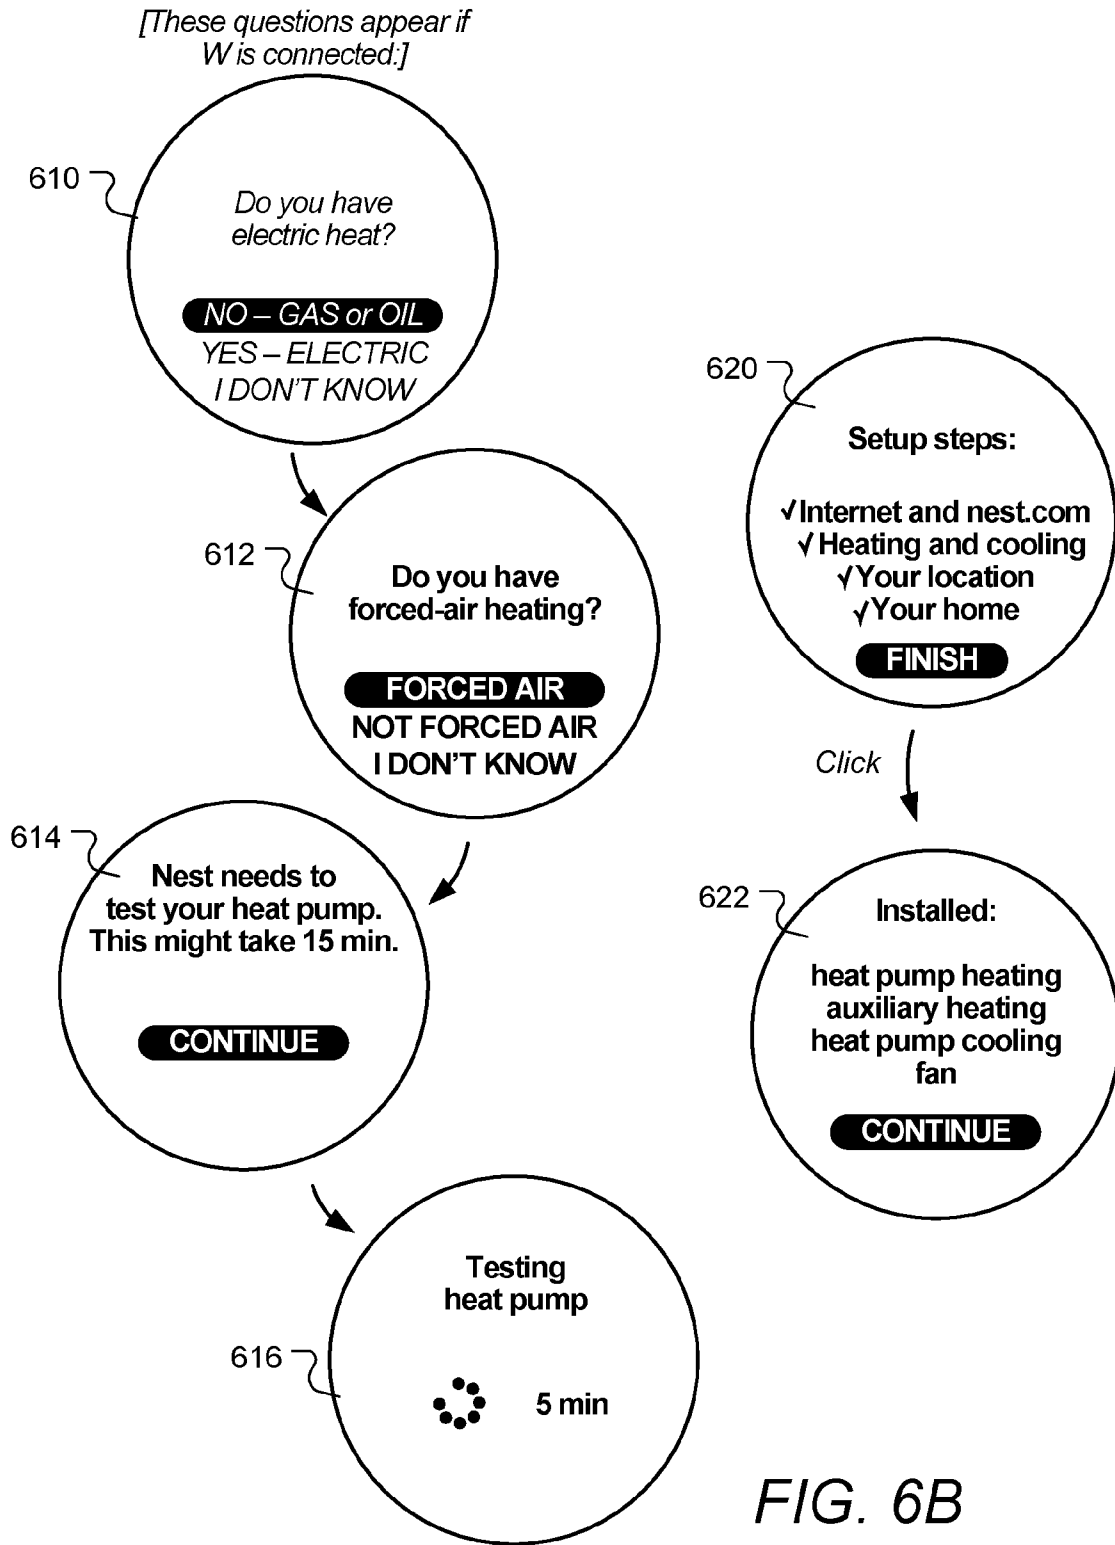 [These questions appear if
W is connected:]
610
Do you have
electric heat?
NO – GAS or OIL
YES – ELECTRIC
I DON'T KNOW
612
Do you have
forced-air heating?
FORCED AIR
NOT FORCED AIR
I DON'T KNOW
614
Nest needs to
test your heat pump.
This might take 15 min.
CONTINUE
616
Testing
heat pump
5 min
620
Setup steps:
√Internet and nest.com
√Heating and cooling
√Your location
√Your home
FINISH
Click
622
Installed:
heat pump heating
auxiliary heating
heat pump cooling
fan
CONTINUE
FIG. 6B